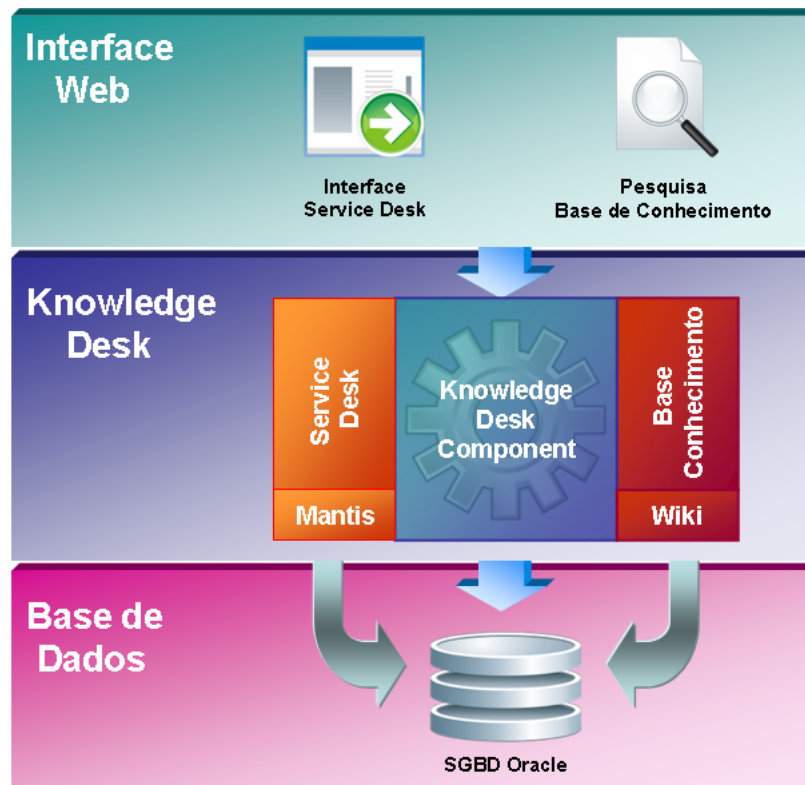 Interface
Web
Interface
Service Desk
Pesquisa
Base de Conhecimento
Knowledge
Desk
Service
Desk
Mantis
Knowledge
Desk
Component
Base
Conhecimento
Wiki
Base de
Dados
SGBD Oracle